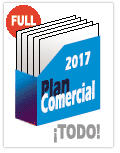 FULL
2017
Plan
Comercial
¡TODO!